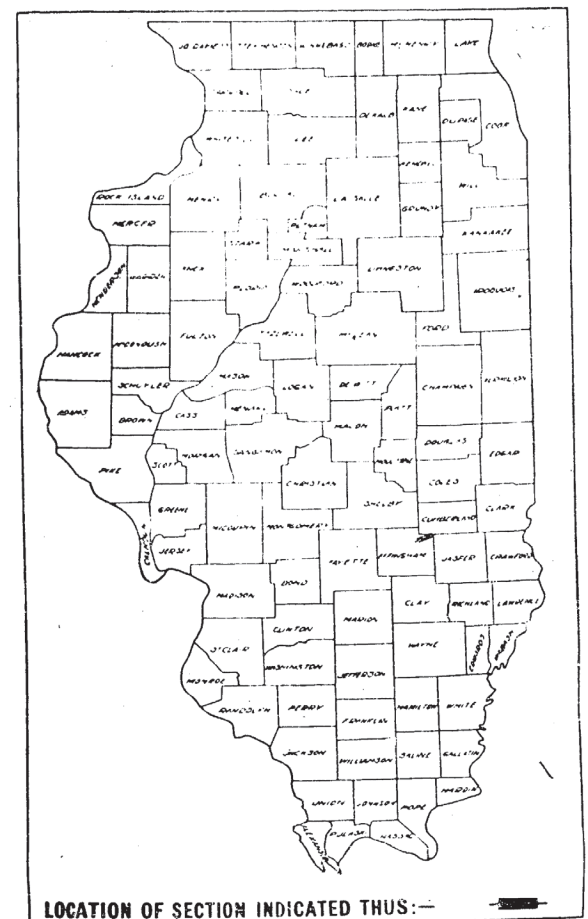 JO DAVIESS STEPHENSON WINNEBAGO BOONE McHENRY LAKE
CARROLL OGLE
DEKALB KANE DUPAGE COOK
WHITESIDE LEE
KENDALL
WILL
ROCK ISLAND HENRY BUREAU LA SALLE GRUNDY
MERCER
PUTNAM
STARK MARSHALL
KANKAKEE
HENDERSON WARREN KNOX PEORIA WOODFORD LIVINGSTON IROQUOIS
HANCOCK McDONOUGH FULTON TAZEWELL McLEAN FORD
MASON
SCHUYLER LOGAN DE WITT CHAMPAIGN
ADAMS BROWN CASS MENARD PIATT
MACON
DOUGLAS
PIKE SCOTT MORGAN SANGAMON EDGAR
CHRISTIAN COLES
SHELBY
GREENE CLARK
MACOUPIN MONTGOMERY CUMBERLAND
CALHOUN JERSEY FAYETTE EFFINGHAM JASPER CRAWFORD
BOND
MADISON CLAY RICHLAND LAWRENCE
CLINTON MARION
ST CLAIR WAYNE EDWARDS WABASH
WASHINGTON
JEFFERSON
MONROE
RANDOLPH PERRY HAMILTON WHITE
FRANKLIN
JACKSON WILLIAMSON SALINE GALLATIN
UNION JOHNSON POPE HARDIN
ALEXANDER PULASKI MASSAC
LOCATION OF SECTION INDICATED THUS:-